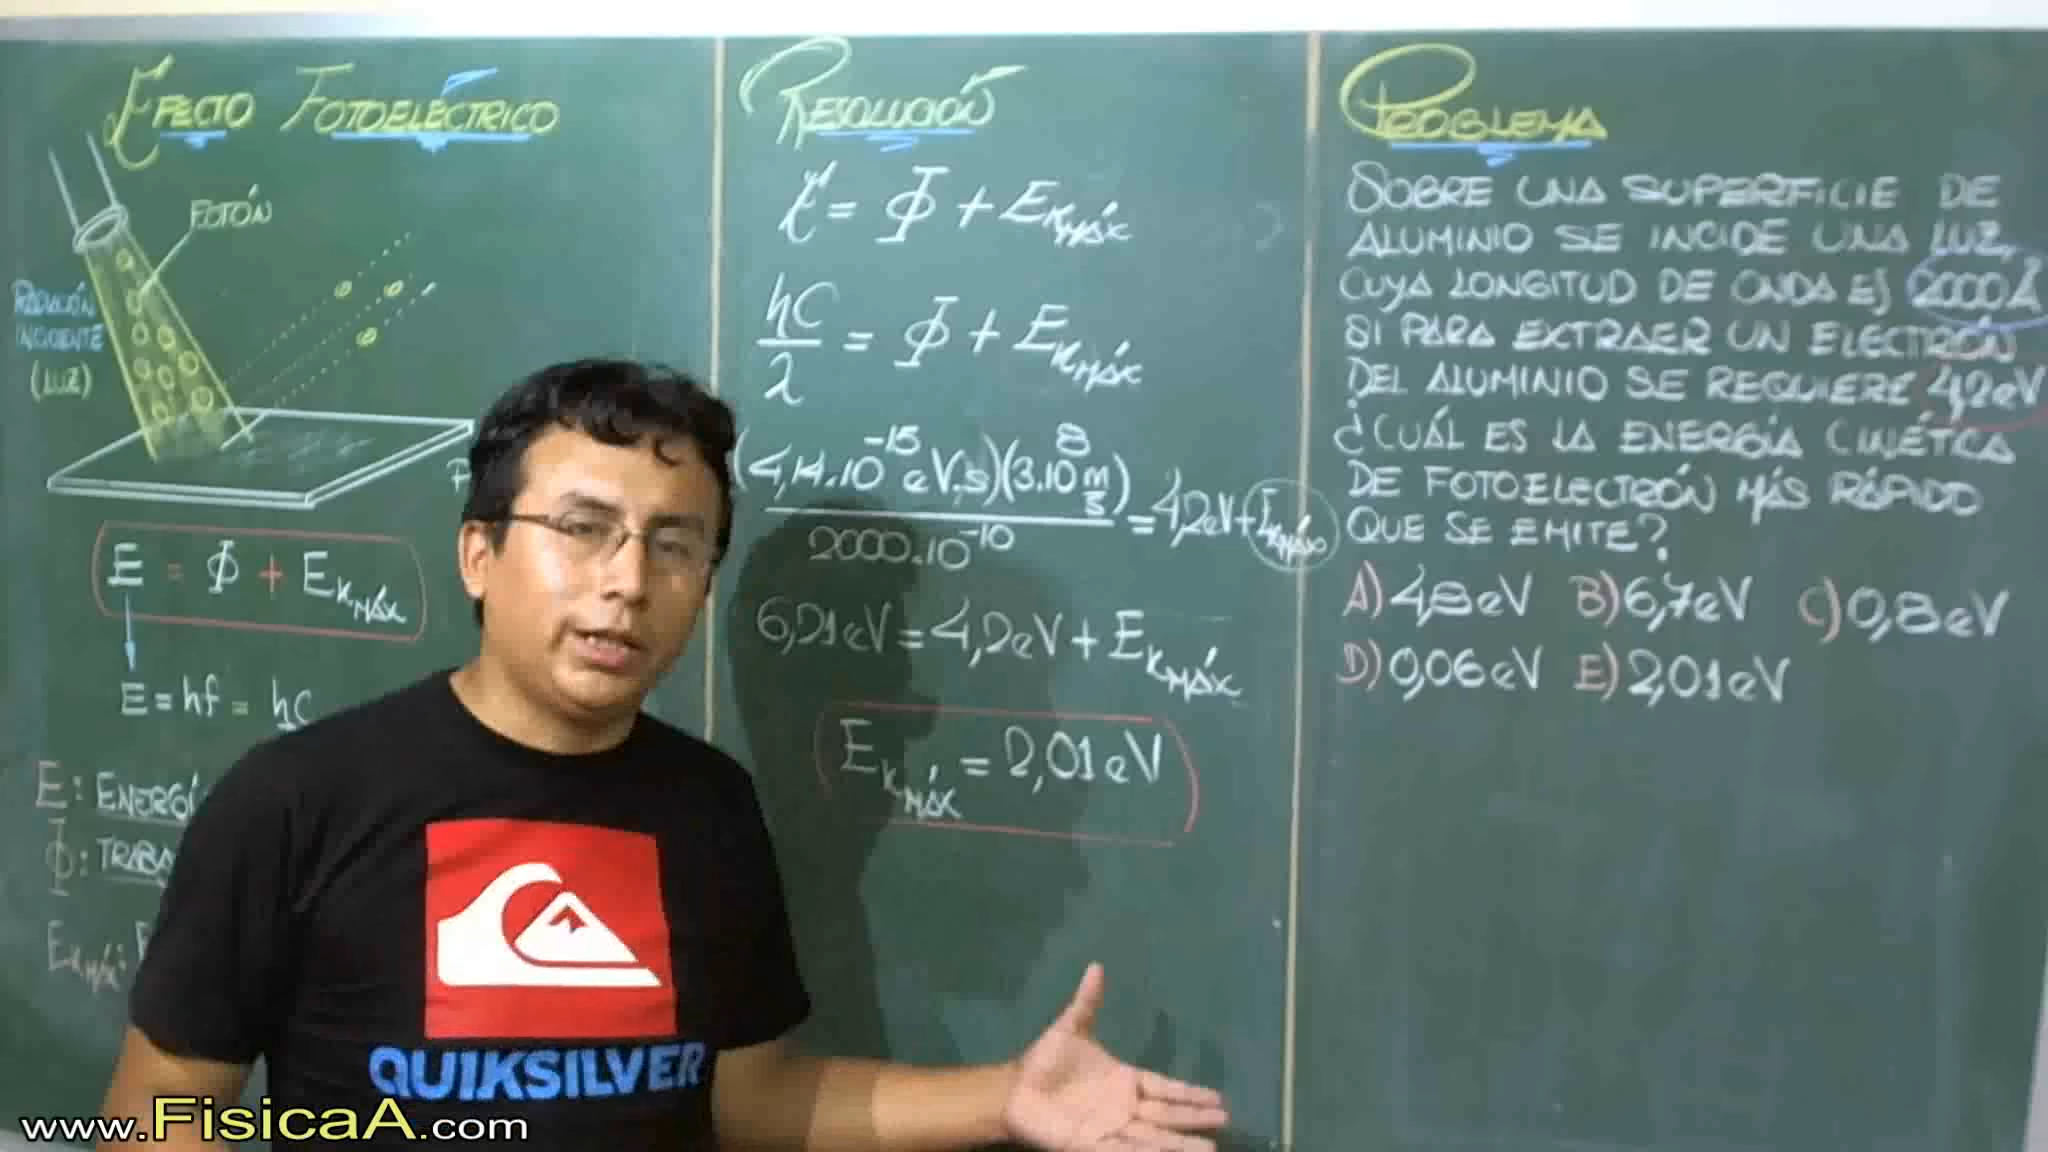 EFECTO FOTOELÉCTRICO
FOTÓN
RADIACIÓN
INCIDENTE
(LUZ)
E = Φ + EKMÁX
E = hf = hC
E: ENERGÍ
Φ: TRABA
EKMÁX:
RESOLUCIÓN
E = Φ + EKMÁX
hC/λ = Φ + EKMÁX
(4,14.10^-15 eV.s)(3.10^8 m/s)/2000.10^-10 = 4,2eV + EKMÁX
6,21eV = 4,2eV + EKMÁX
EKMÁX = 2,01eV
PROBLEMA
SOBRE UNA SUPERFICIE DE
ALUMINIO SE INCIDE UNA LUZ,
CUYA LONGITUD DE ONDA ES 2000Å
SI PARA EXTRAER UN ELECTRÓN
DEL ALUMINIO SE REQUIERE 4,2eV
¿CUÁL ES LA ENERGÍA CINÉTICA
DE FOTOELECTRÓN MÁS RÁPIDO
QUE SE EMITE?
A) 4,8eV B) 6,7eV C) 0,8eV
D) 0,06eV E) 2,01eV
QUIKSILVER
www.FisicaA.com